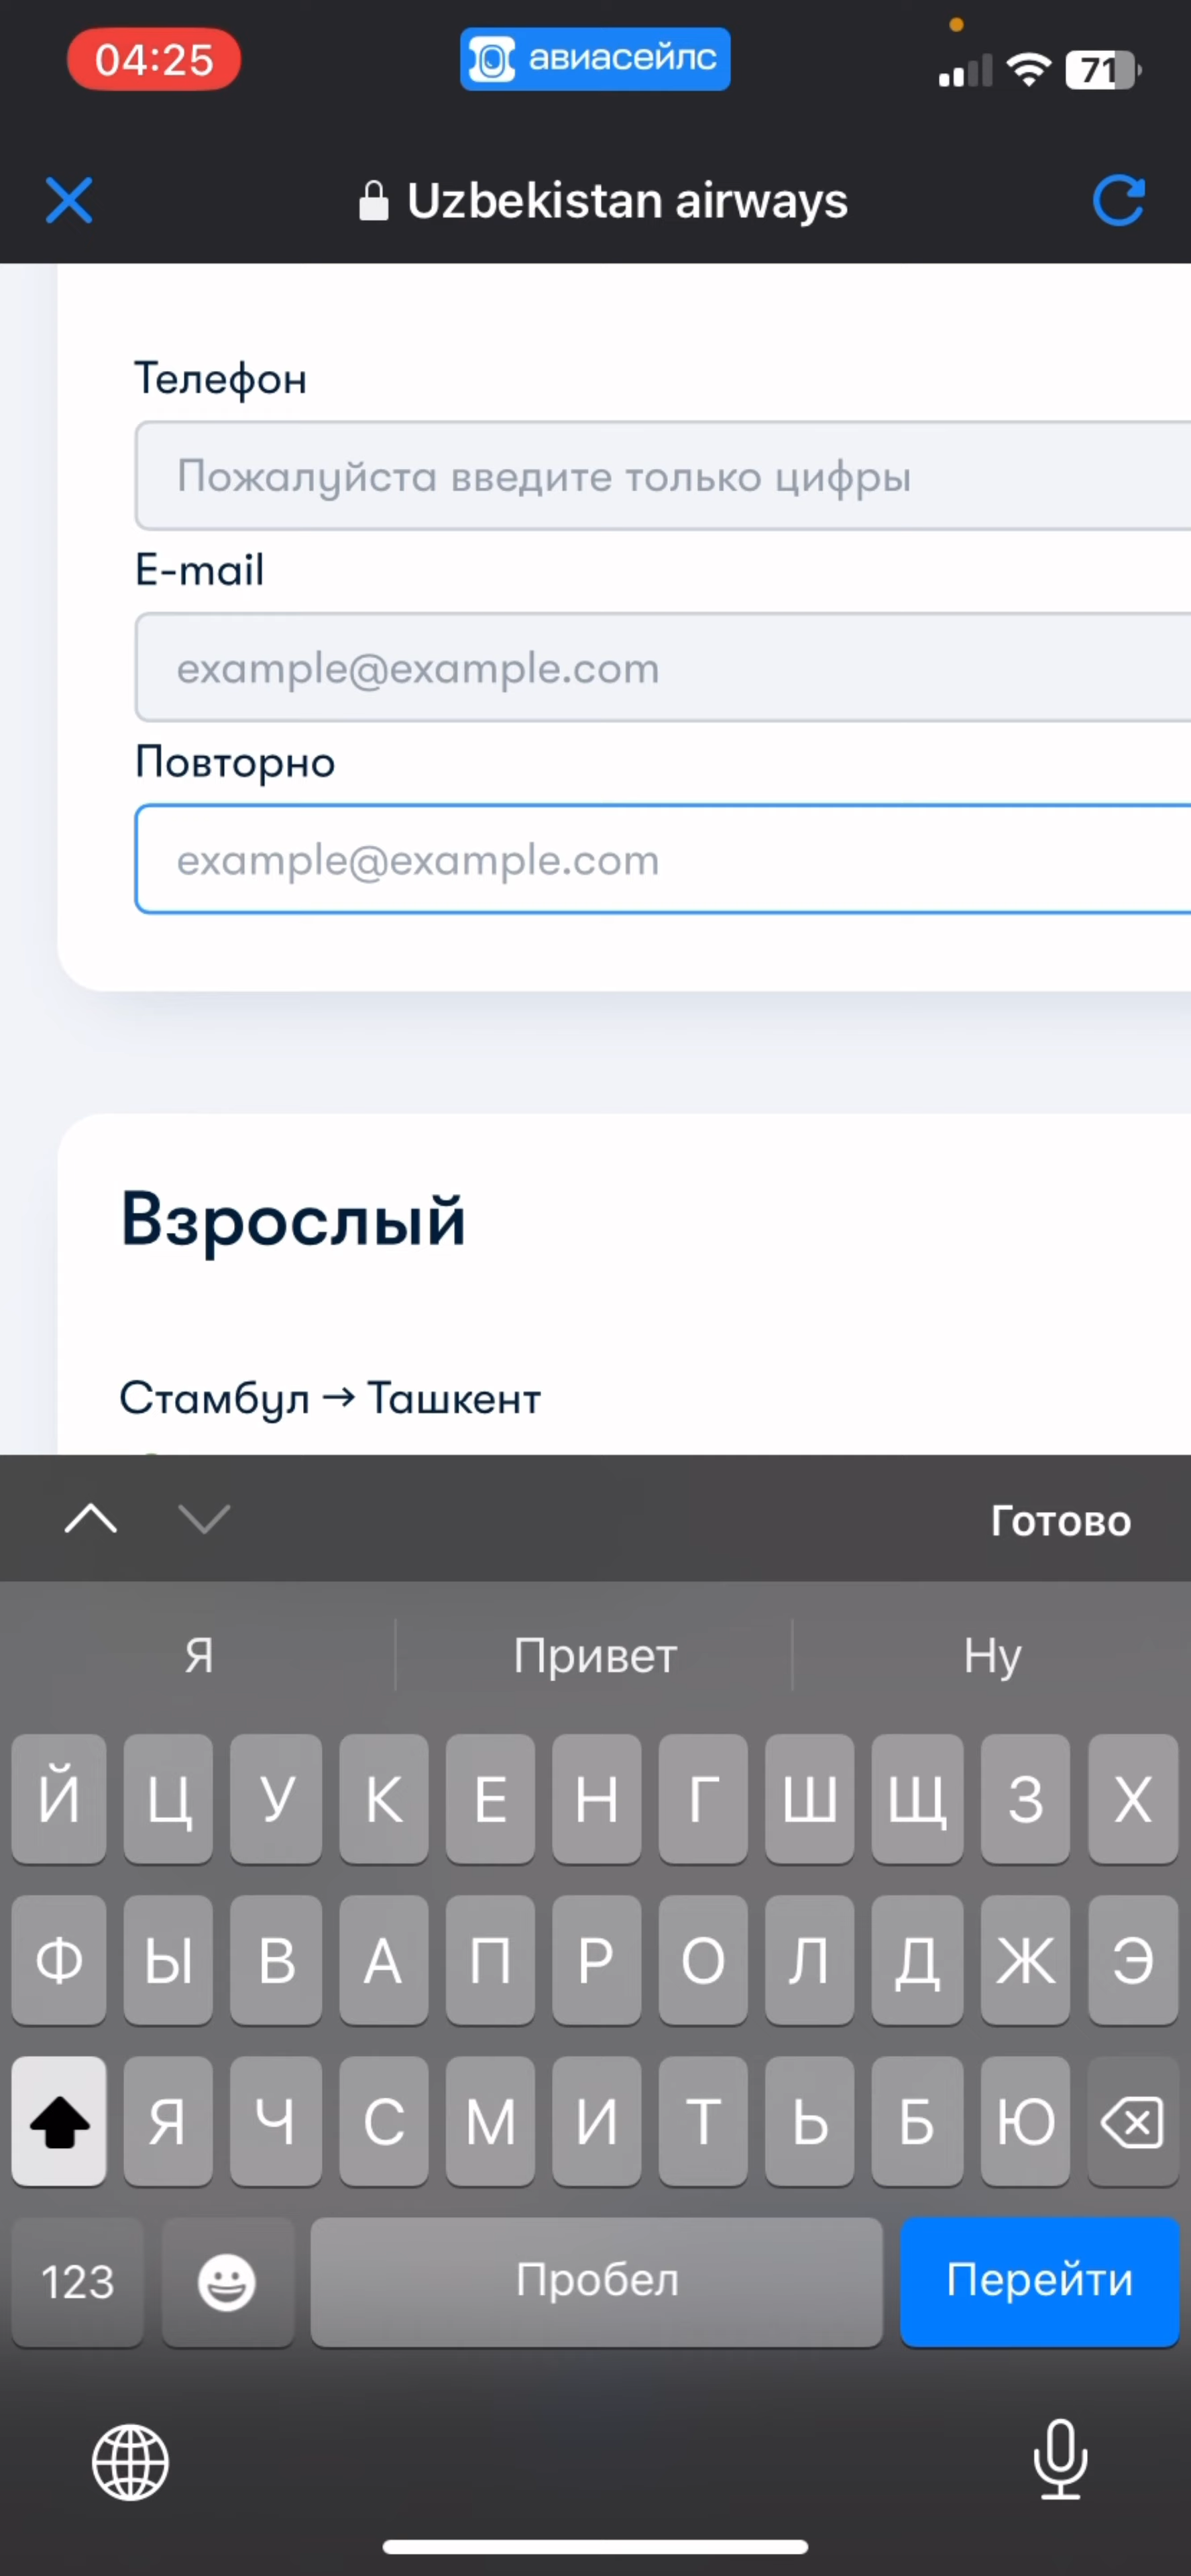 04:25
авиасейлс
71
Uzbekistan airways
Телефон
Пожалуйста введите только цифры
E-mail
example@example.com
Повторно
example@example.com
Взрослый
Стамбул → Ташкент
Готово
Я Привет Ну
Й Ц У К Е Н Г Ш Щ З Х
Ф Ы В А П Р О Л Д Ж Э
Я Ч С М И Т Ь Б Ю
123 Пробел Перейти